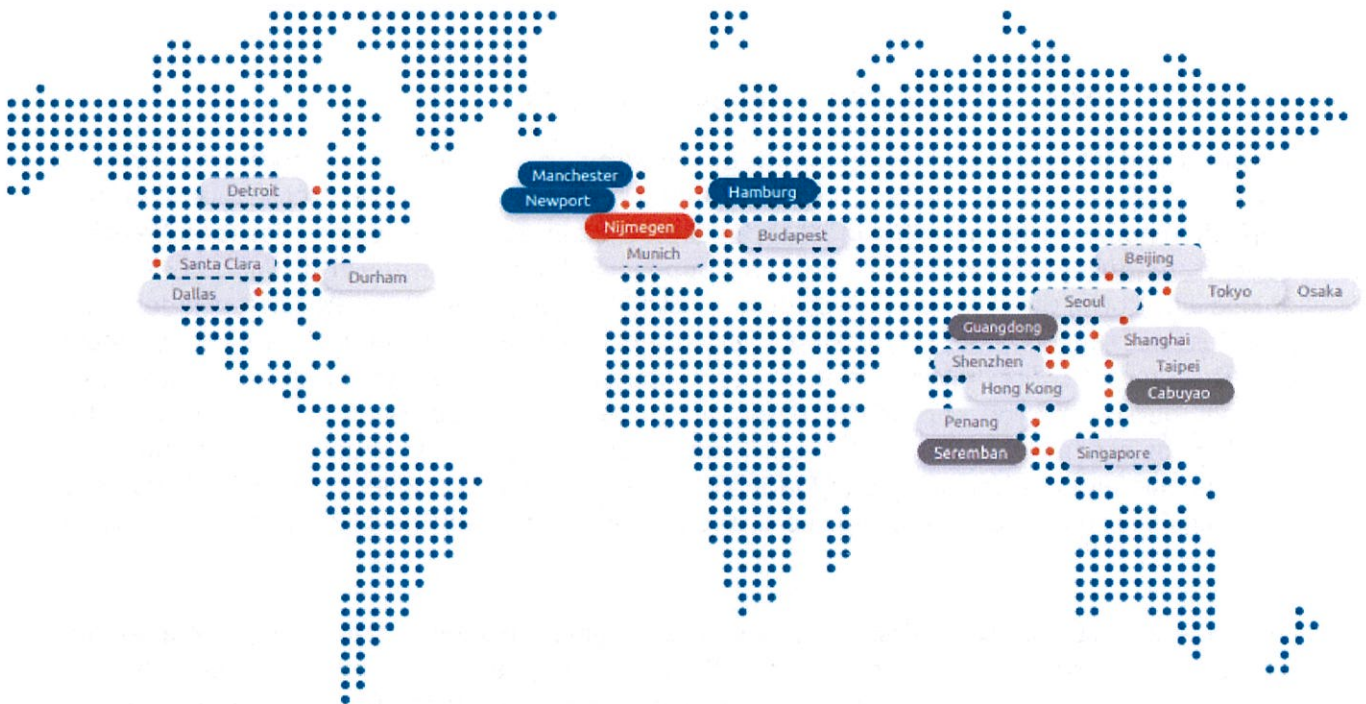 Manchester
Detroit
Newport
Hamburg
Nijmegen
Budapest
Munich
Santa Clara
Durham
Dallas
Beijing
Seoul
Tokyo
Osaka
Guangdong
Shanghai
Shenzhen
Taipei
Hong Kong
Cabuyao
Penang
Seremban
Singapore